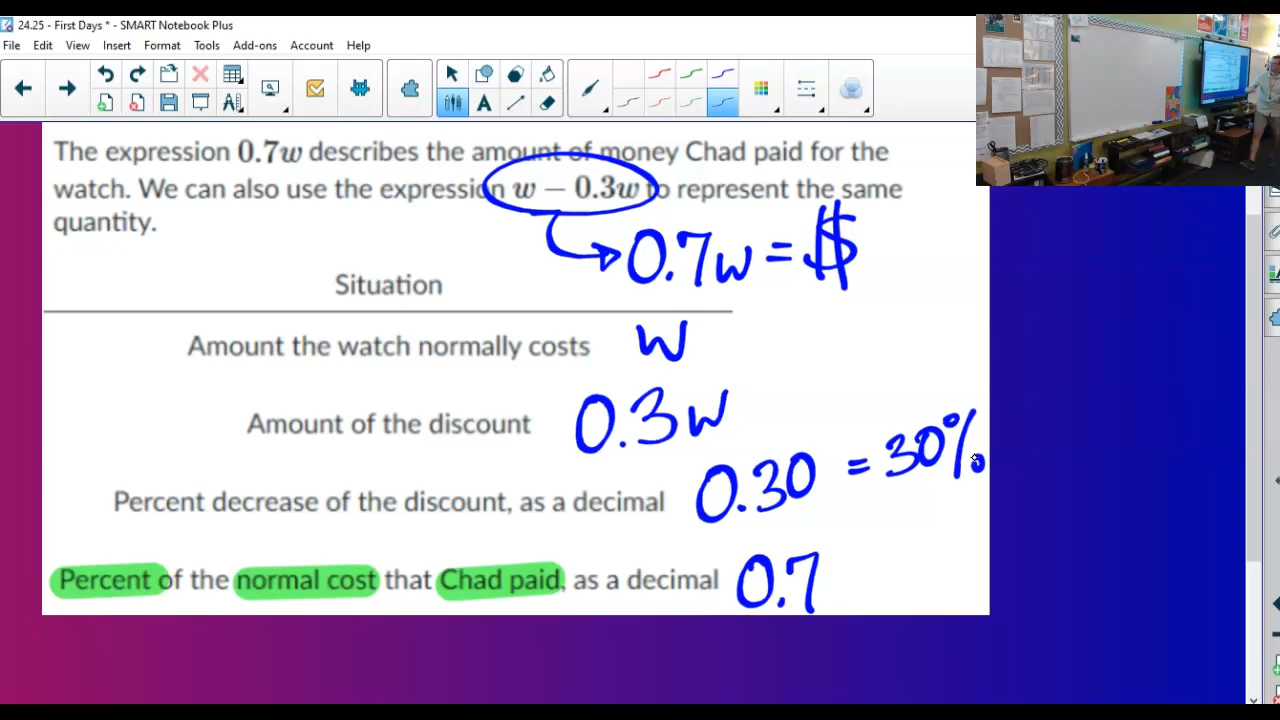 24.25 - First Days * - SMART Notebook Plus
File Edit View Insert Format Tools Add-ons Account Help
The expression 0.7w describes the amount of money Chad paid for the
watch. We can also use the expression w − 0.3w to represent the same
quantity.
0.7w = $
Situation
Amount the watch normally costs w
Amount of the discount 0.3w
Percent decrease of the discount, as a decimal 0.30 = 30%
Percent of the normal cost that Chad paid, as a decimal 0.7